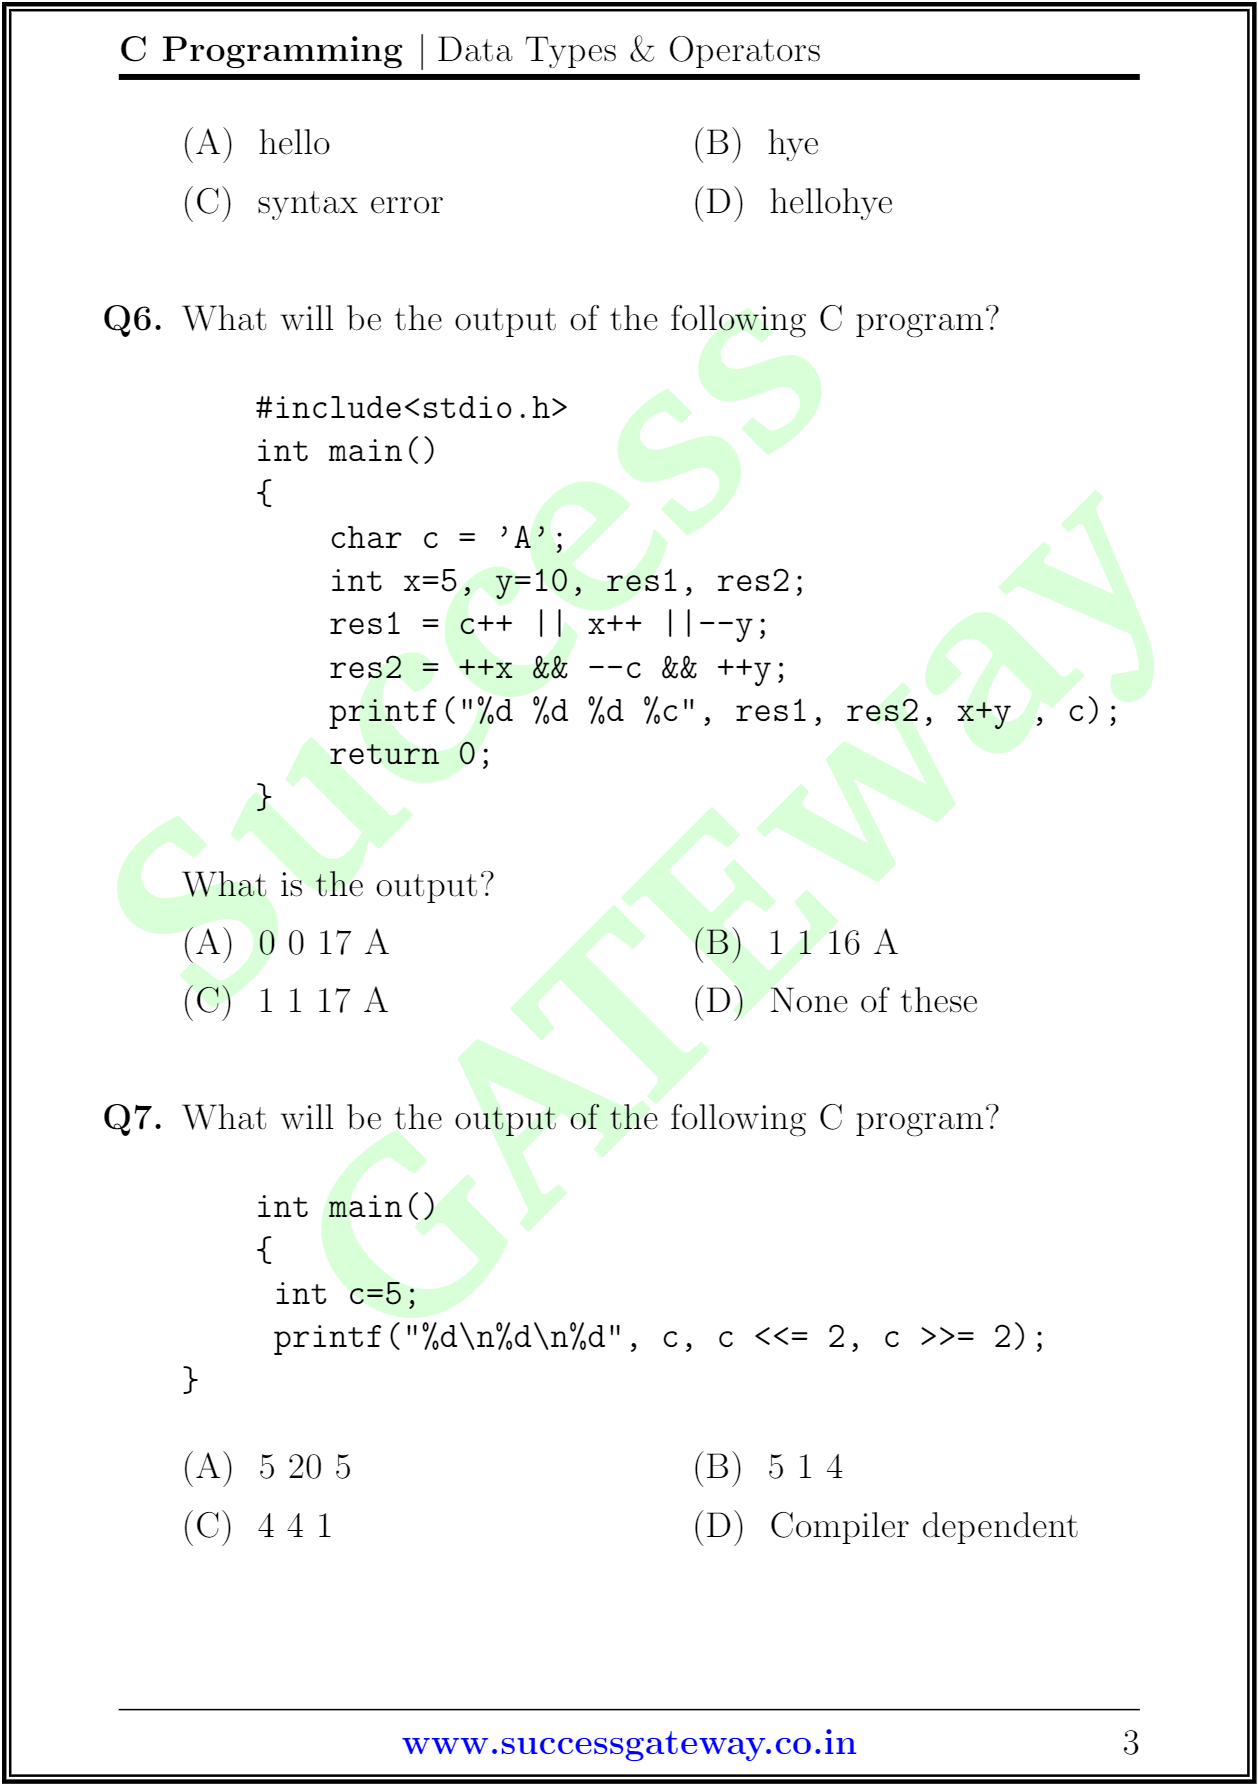 C Programming | Data Types & Operators
(A) hello (B) hye
(C) syntax error (D) hellohye
Q6. What will be the output of the following C program?
#include<stdio.h>
int main()
{
char c = ’A’;
int x=5, y=10, res1, res2;
res1 = c++ || x++ ||--y;
res2 = ++x && --c && ++y;
printf("%d %d %d %c", res1, res2, x+y , c);
return 0;
}
What is the output?
(A) 0 0 17 A (B) 1 1 16 A
(C) 1 1 17 A (D) None of these
Q7. What will be the output of the following C program?
int main()
{
int c=5;
printf("%d\n%d\n%d", c, c <<= 2, c >>= 2);
}
(A) 5 20 5 (B) 5 1 4
(C) 4 4 1 (D) Compiler dependent
www.successgateway.co.in 3
Success
GATEway